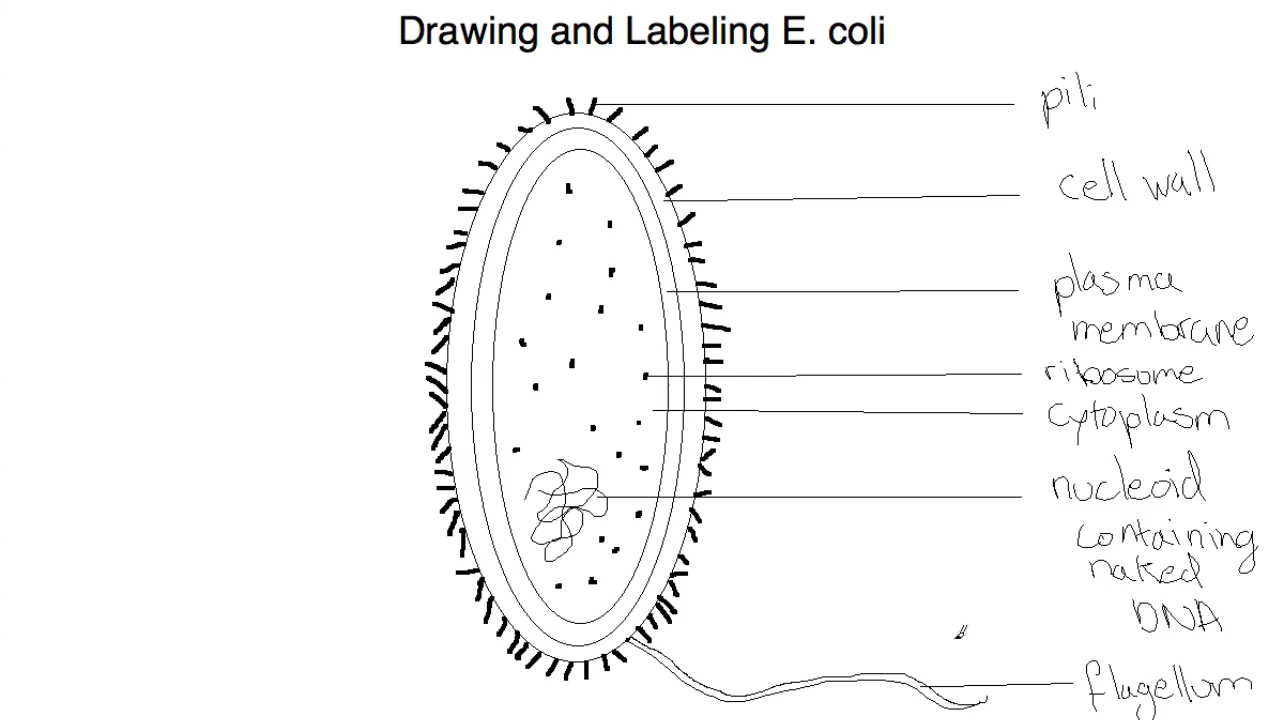 Drawing and Labeling E. coli
pili
cell wall
plasma
membrane
ribosome
cytoplasm
nucleoid
containing
naked
DNA
flagellum